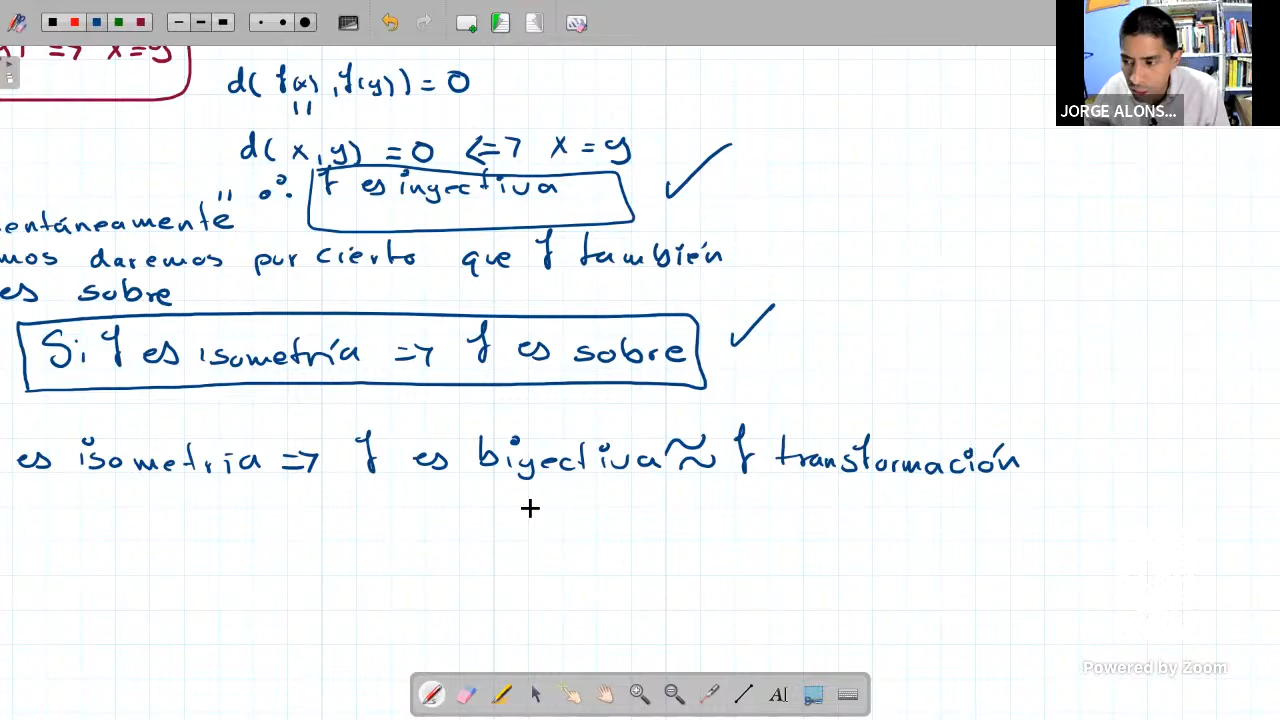 => x=y
d( f(x) , f(y)) = 0
"
d( x , y) = 0 <=> x = y
" ∴ f es inyectiva
entáneamente
mos daremos por cierto que f también
es sobre
Si f es isometría => f es sobre
es isometría => f es biyectiva ≈ f transformación
JORGE ALONS...
AI
Powered by Zoom